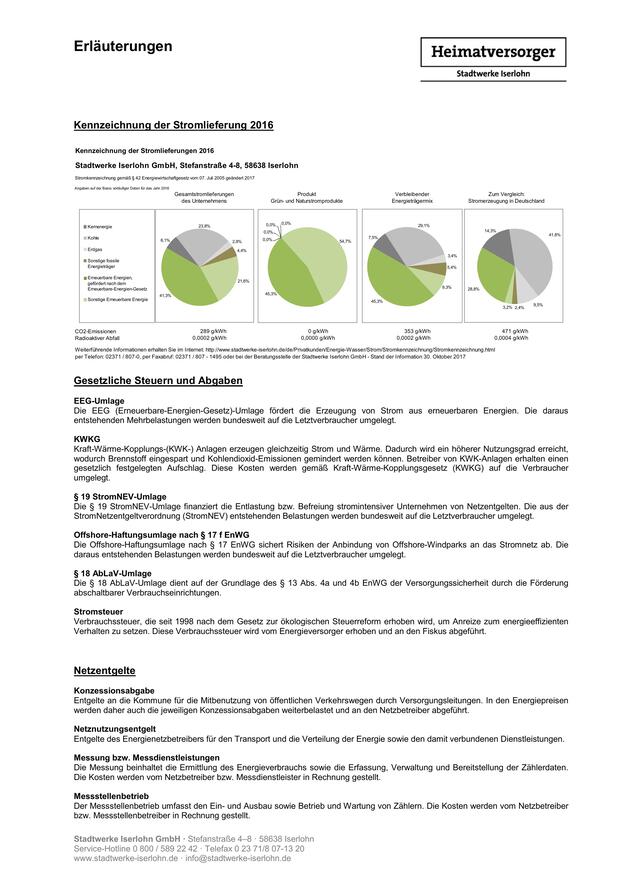 Erläuterungen
Heimatversorger
Stadtwerke Iserlohn
Kennzeichnung der Stromlieferung 2016
Kennzeichnung der Stromlieferungen 2016
Stadtwerke Iserlohn GmbH, Stefanstraße 4-8, 58638 Iserlohn
Stromkennzeichnung gemäß § 42 Energiewirtschaftsgesetz vom 07. Juli 2005 geändert 2017
Angaben auf der Basis vorläufiger Daten für das Jahr 2016
Gesamtstromlieferungen
des Unternehmens
Produkt
Grün- und Naturstromprodukte
Verbleibender
Energieträgermix
Zum Vergleich:
Stromerzeugung in Deutschland
Kernenergie
Kohle
Erdgas
Sonstige fossile
Energieträger
Erneuerbare Energien,
gefördert nach dem
Erneuerbare-Energien-Gesetz
Sonstige Erneuerbare Energie
6,1%
23,8%
2,8%
4,4%
21,6%
41,3%
0,0%
0,0%
0,0%
0,0%
54,7%
45,3%
7,5%
29,1%
3,4%
5,4%
9,3%
45,3%
14,3%
41,8%
9,5%
2,4%
3,2%
28,8%
CO2-Emissionen 289 g/kWh 0 g/kWh 353 g/kWh 471 g/kWh
Radioaktiver Abfall 0,0002 g/kWh 0,0000 g/kWh 0,0002 g/kWh 0,0004 g/kWh
Weiterführende Informationen erhalten Sie im Internet: http://www.stadtwerke-iserlohn.de/de/Privatkunden/Energie-Wasser/Strom/Stromkennzeichnung/Stromkennzeichnung.html
per Telefon: 02371 / 807-0, per Faxabruf: 02371 / 807 - 1495 oder bei der Beratungsstelle der Stadtwerke Iserlohn GmbH - Stand der Information 30. Oktober 2017
Gesetzliche Steuern und Abgaben
EEG-Umlage
Die EEG (Erneuerbare-Energien-Gesetz)-Umlage fördert die Erzeugung von Strom aus erneuerbaren Energien. Die daraus
entstehenden Mehrbelastungen werden bundesweit auf die Letztverbraucher umgelegt.
KWKG
Kraft-Wärme-Kopplungs-(KWK-) Anlagen erzeugen gleichzeitig Strom und Wärme. Dadurch wird ein höherer Nutzungsgrad erreicht,
wodurch Brennstoff eingespart und Kohlendioxid-Emissionen gemindert werden können. Betreiber von KWK-Anlagen erhalten einen
gesetzlich festgelegten Aufschlag. Diese Kosten werden gemäß Kraft-Wärme-Kopplungsgesetz (KWKG) auf die Verbraucher
umgelegt.
§ 19 StromNEV-Umlage
Die § 19 StromNEV-Umlage finanziert die Entlastung bzw. Befreiung stromintensiver Unternehmen von Netzentgelten. Die aus der
StromNetzentgeltverordnung (StromNEV) entstehenden Belastungen werden bundesweit auf die Letztverbraucher umgelegt.
Offshore-Haftungsumlage nach § 17 f EnWG
Die Offshore-Haftungsumlage nach § 17 EnWG sichert Risiken der Anbindung von Offshore-Windparks an das Stromnetz ab. Die
daraus entstehenden Belastungen werden bundesweit auf die Letztverbraucher umgelegt.
§ 18 AbLaV-Umlage
Die § 18 AbLaV-Umlage dient auf der Grundlage des § 13 Abs. 4a und 4b EnWG der Versorgungssicherheit durch die Förderung
abschaltbarer Verbrauchseinrichtungen.
Stromsteuer
Verbrauchssteuer, die seit 1998 nach dem Gesetz zur ökologischen Steuerreform erhoben wird, um Anreize zum energieeffizienten
Verhalten zu setzen. Diese Verbrauchssteuer wird vom Energieversorger erhoben und an den Fiskus abgeführt.
Netzentgelte
Konzessionsabgabe
Entgelte an die Kommune für die Mitbenutzung von öffentlichen Verkehrswegen durch Versorgungsleitungen. In den Energiepreisen
werden daher auch die jeweiligen Konzessionsabgaben weiterbelastet und an den Netzbetreiber abgeführt.
Netznutzungsentgelt
Entgelte des Energienetzbetreibers für den Transport und die Verteilung der Energie sowie den damit verbundenen Dienstleistungen.
Messung bzw. Messdienstleistungen
Die Messung beinhaltet die Ermittlung des Energieverbrauchs sowie die Erfassung, Verwaltung und Bereitstellung der Zählerdaten.
Die Kosten werden vom Netzbetreiber bzw. Messdienstleister in Rechnung gestellt.
Messstellenbetrieb
Der Messstellenbetrieb umfasst den Ein- und Ausbau sowie Betrieb und Wartung von Zählern. Die Kosten werden vom Netzbetreiber
bzw. Messstellenbetreiber in Rechnung gestellt.
Stadtwerke Iserlohn GmbH · Stefanstraße 4–8 · 58638 Iserlohn
Service-Hotline 0 800 / 589 22 42 · Telefax 0 23 71/8 07-13 20
www.stadtwerke-iserlohn.de · info@stadtwerke-iserlohn.de